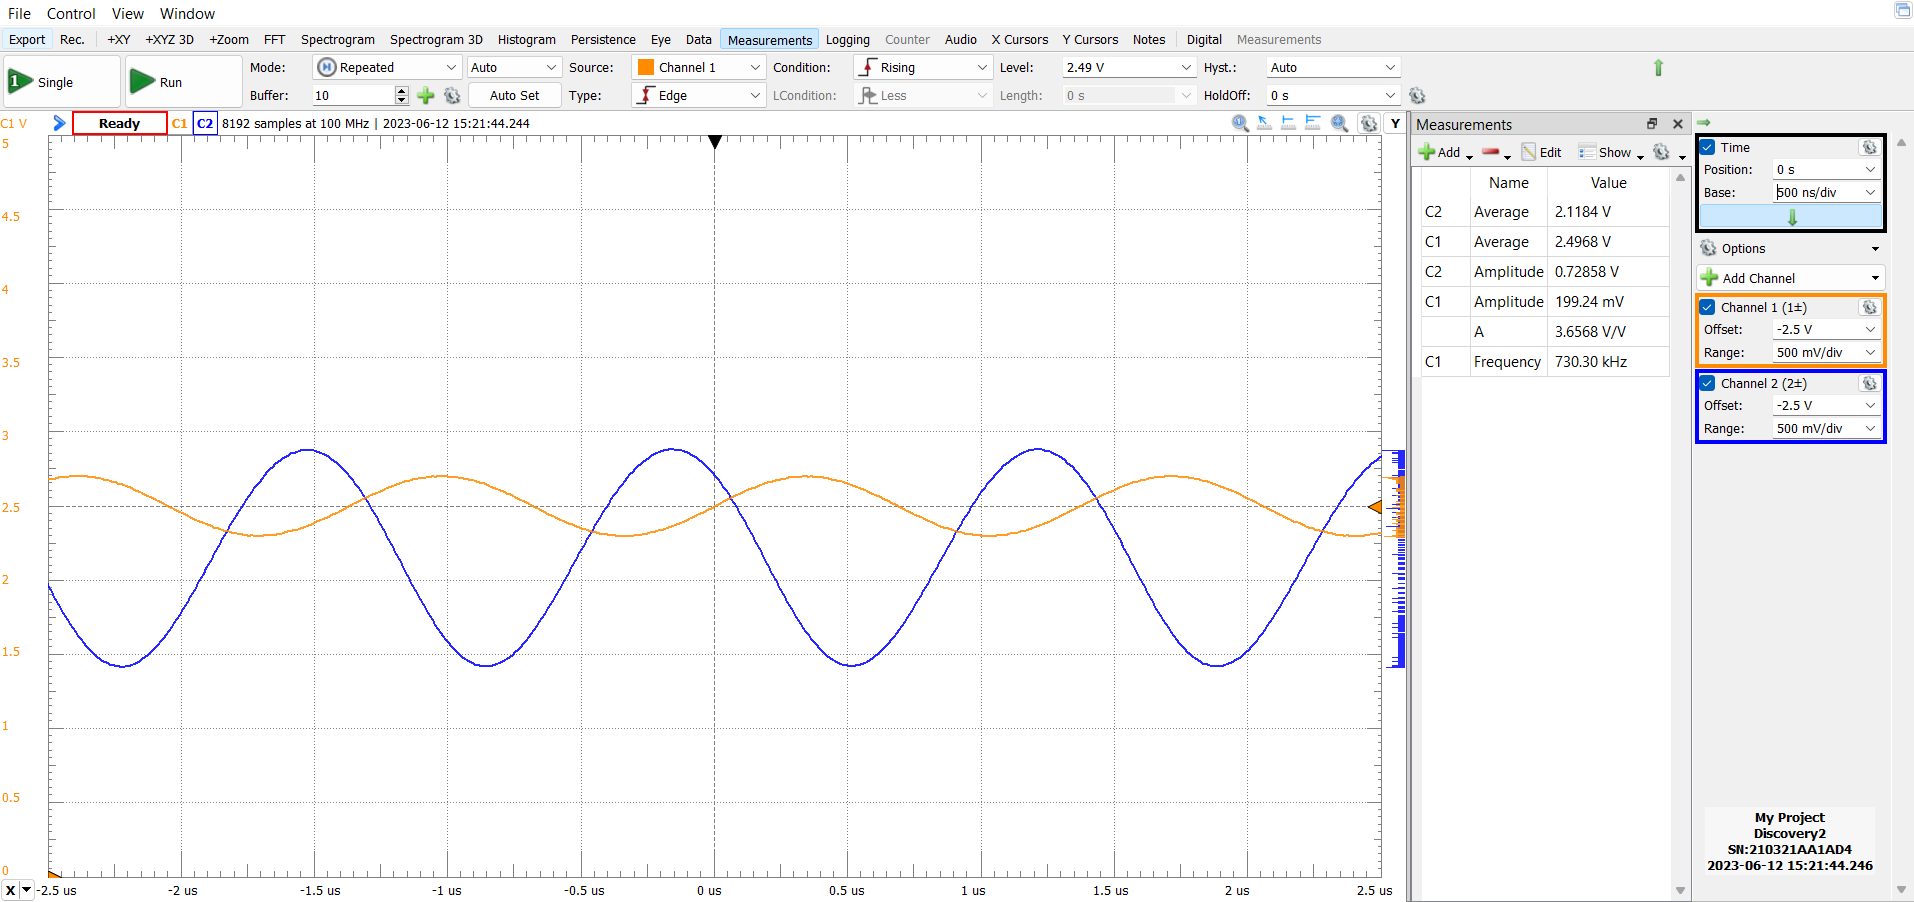 File Control View Window
Export Rec. +XY +XYZ 3D +Zoom FFT Spectrogram Spectrogram 3D Histogram Persistence Eye Data Measurements Logging Counter Audio X Cursors Y Cursors Notes Digital Measurements
1 Single Run Mode: Repeated Auto Source: Channel 1 Condition: Rising Level: 2.49 V Hyst.: Auto
Buffer: 10 Auto Set Type: Edge LCondition: Less Length: 0 s HoldOff: 0 s
C1 V Ready C1 C2 8192 samples at 100 MHz | 2023-06-12 15:21:44.244 Y
5
4.5
4
3.5
3
2.5
2
1.5
1
0.5
0
X -2.5 us -2 us -1.5 us -1 us -0.5 us 0 us 0.5 us 1 us 1.5 us 2 us 2.5 us
Measurements
Add Edit Show
Name Value
C2 Average 2.1184 V
C1 Average 2.4968 V
C2 Amplitude 0.72858 V
C1 Amplitude 199.24 mV
A 3.6568 V/V
C1 Frequency 730.30 kHz
Time
Position: 0 s
Base: 500 ns/div
Options
Add Channel
Channel 1 (1±)
Offset: -2.5 V
Range: 500 mV/div
Channel 2 (2±)
Offset: -2.5 V
Range: 500 mV/div
My Project
Discovery2
SN:210321AA1AD4
2023-06-12 15:21:44.246